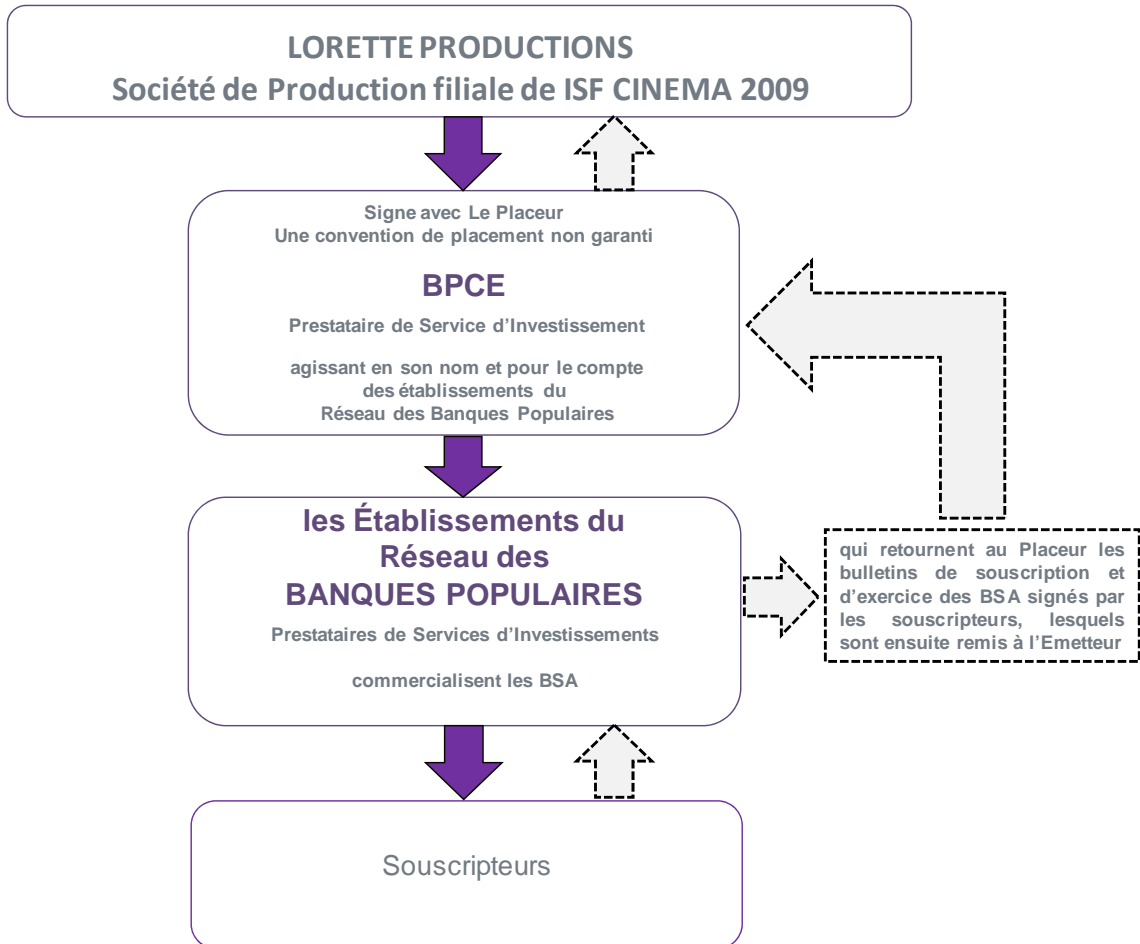 LORETTE PRODUCTIONS
Société de Production filiale de ISF CINEMA 2009
Signe avec Le Placeur
Une convention de placement non garanti
BPCE
Prestataire de Service d'Investissement
agissant en son nom et pour le compte
des établissements du
Réseau des Banques Populaires
les Établissements du
Réseau des
BANQUES POPULAIRES
Prestataires de Services d'Investissements
commercialisent les BSA
qui retournent au Placeur les
bulletins de souscription et
d'exercice des BSA signés par
les souscripteurs, lesquels
sont ensuite remis à l'Emetteur
Souscripteurs